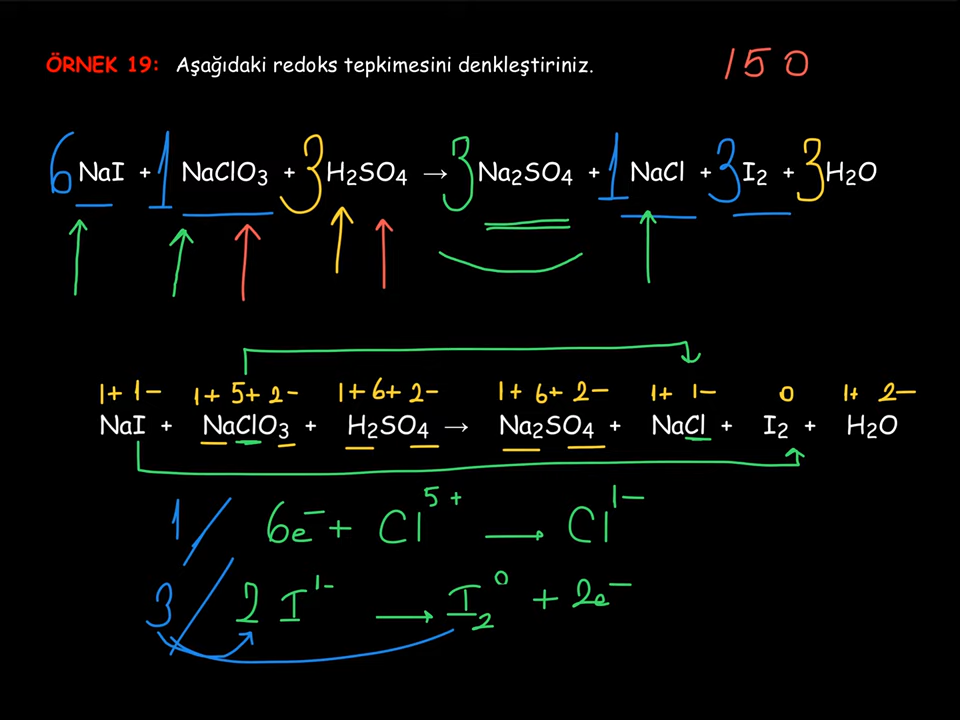 ÖRNEK 19: Aşağıdaki redoks tepkimesini denkleştiriniz. 150
6 NaI + 1 NaClO₃ + 3 H₂SO₄ → 3 Na₂SO₄ + 1 NaCl + 3 I₂ + 3 H₂O
1+ 1− 1+ 5+ 2− 1+ 6+ 2− 1+ 6+ 2− 1+ 1− 0 1+ 2−
NaI + NaClO₃ + H₂SO₄ → Na₂SO₄ + NaCl + I₂ + H₂O
1/ 6e⁻ + Cl⁵⁺ → Cl¹⁻
3/ 2 I¹⁻ → I₂⁰ + 2e⁻